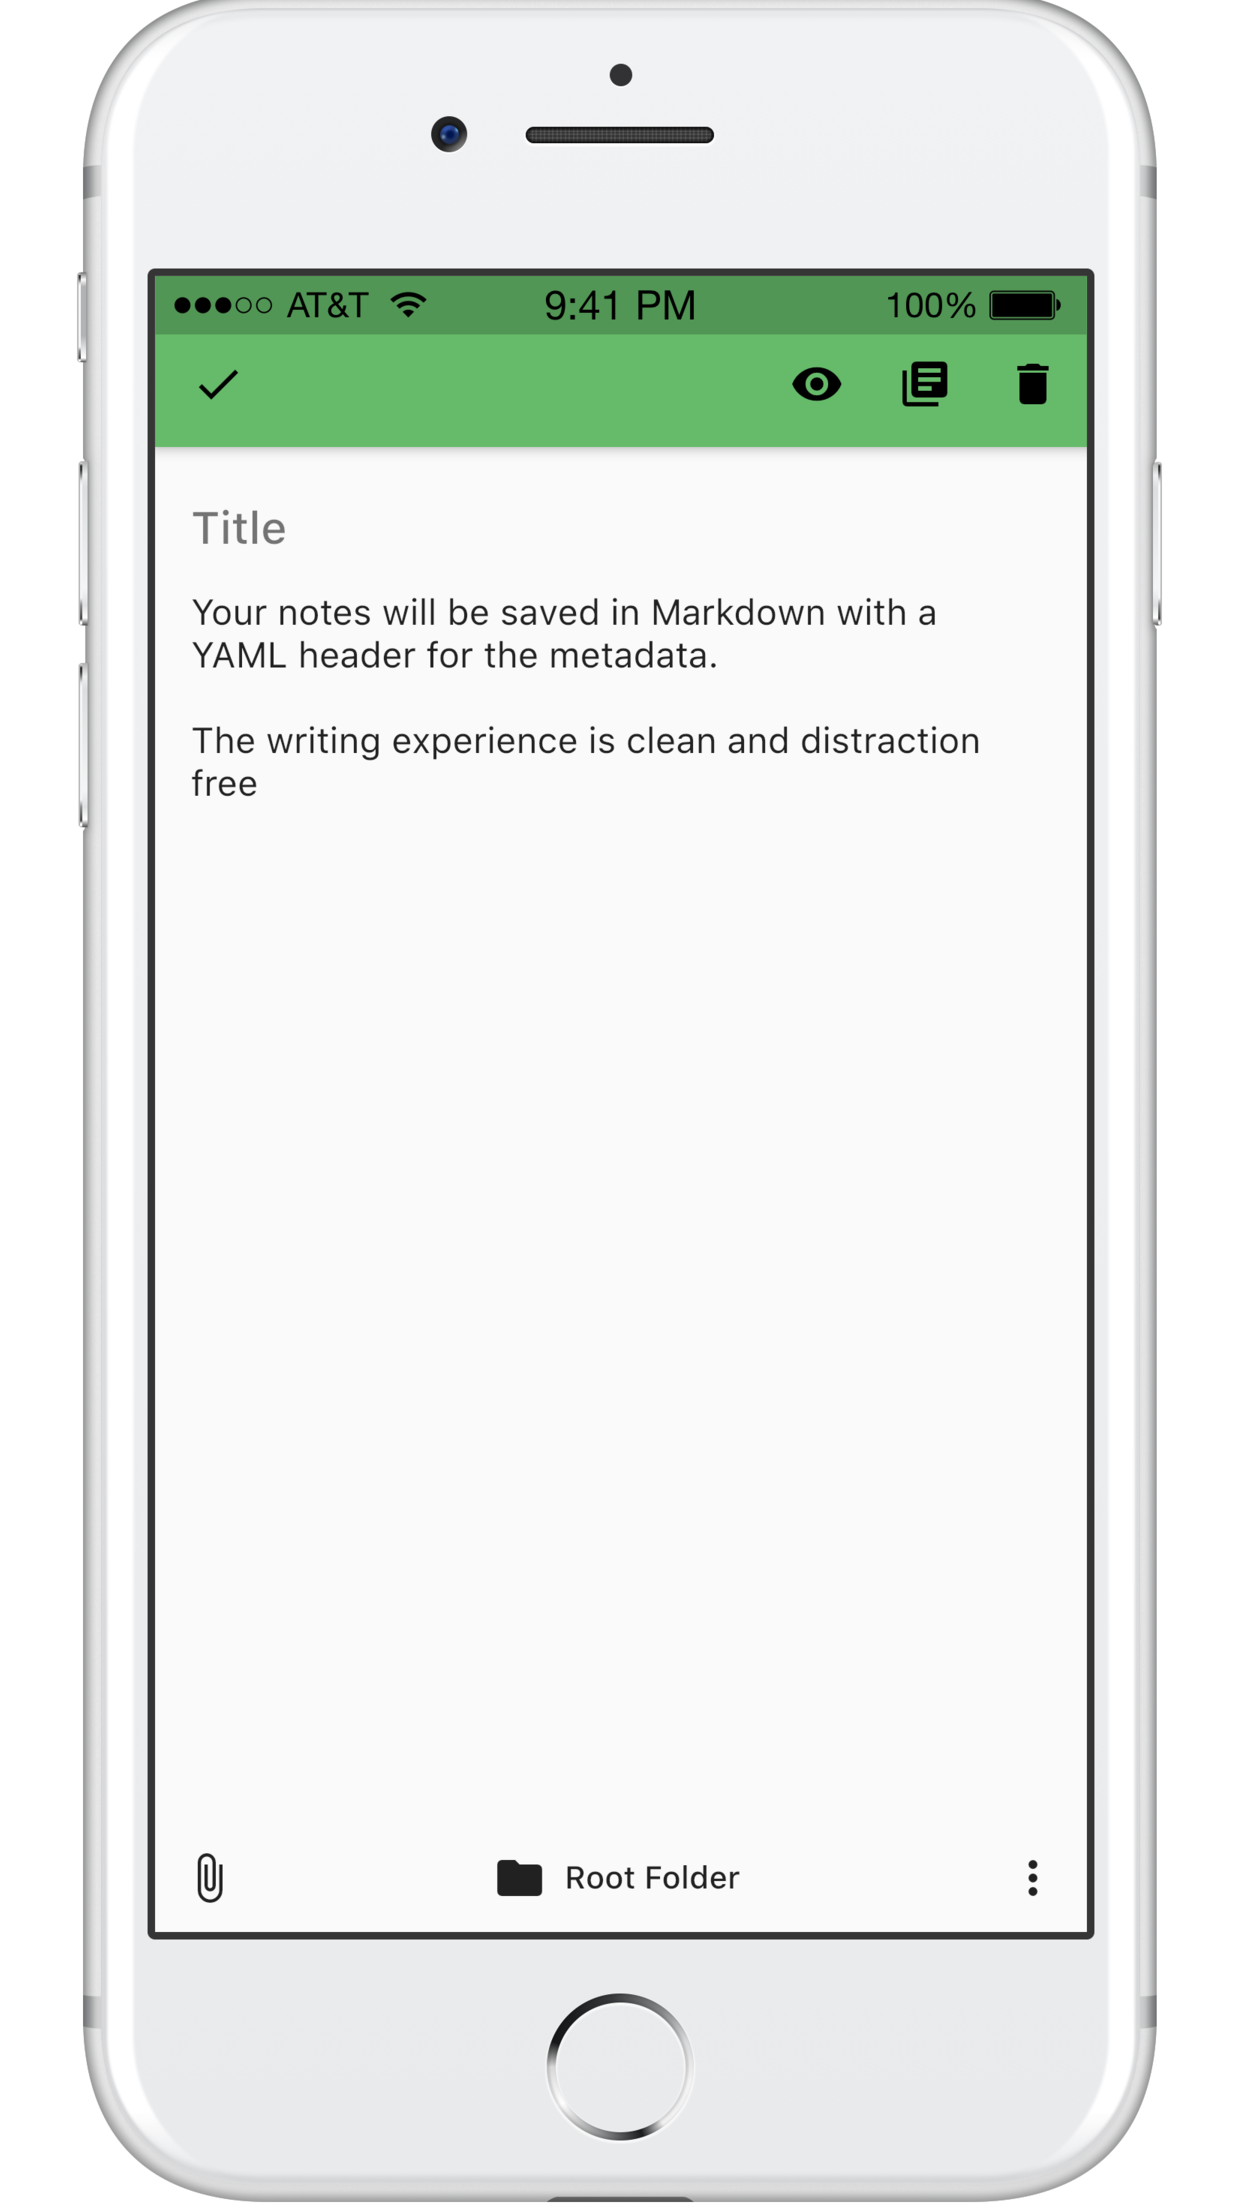 AT&T 9:41 PM 100%
Title
Your notes will be saved in Markdown with a
YAML header for the metadata.
The writing experience is clean and distraction
free
Root Folder